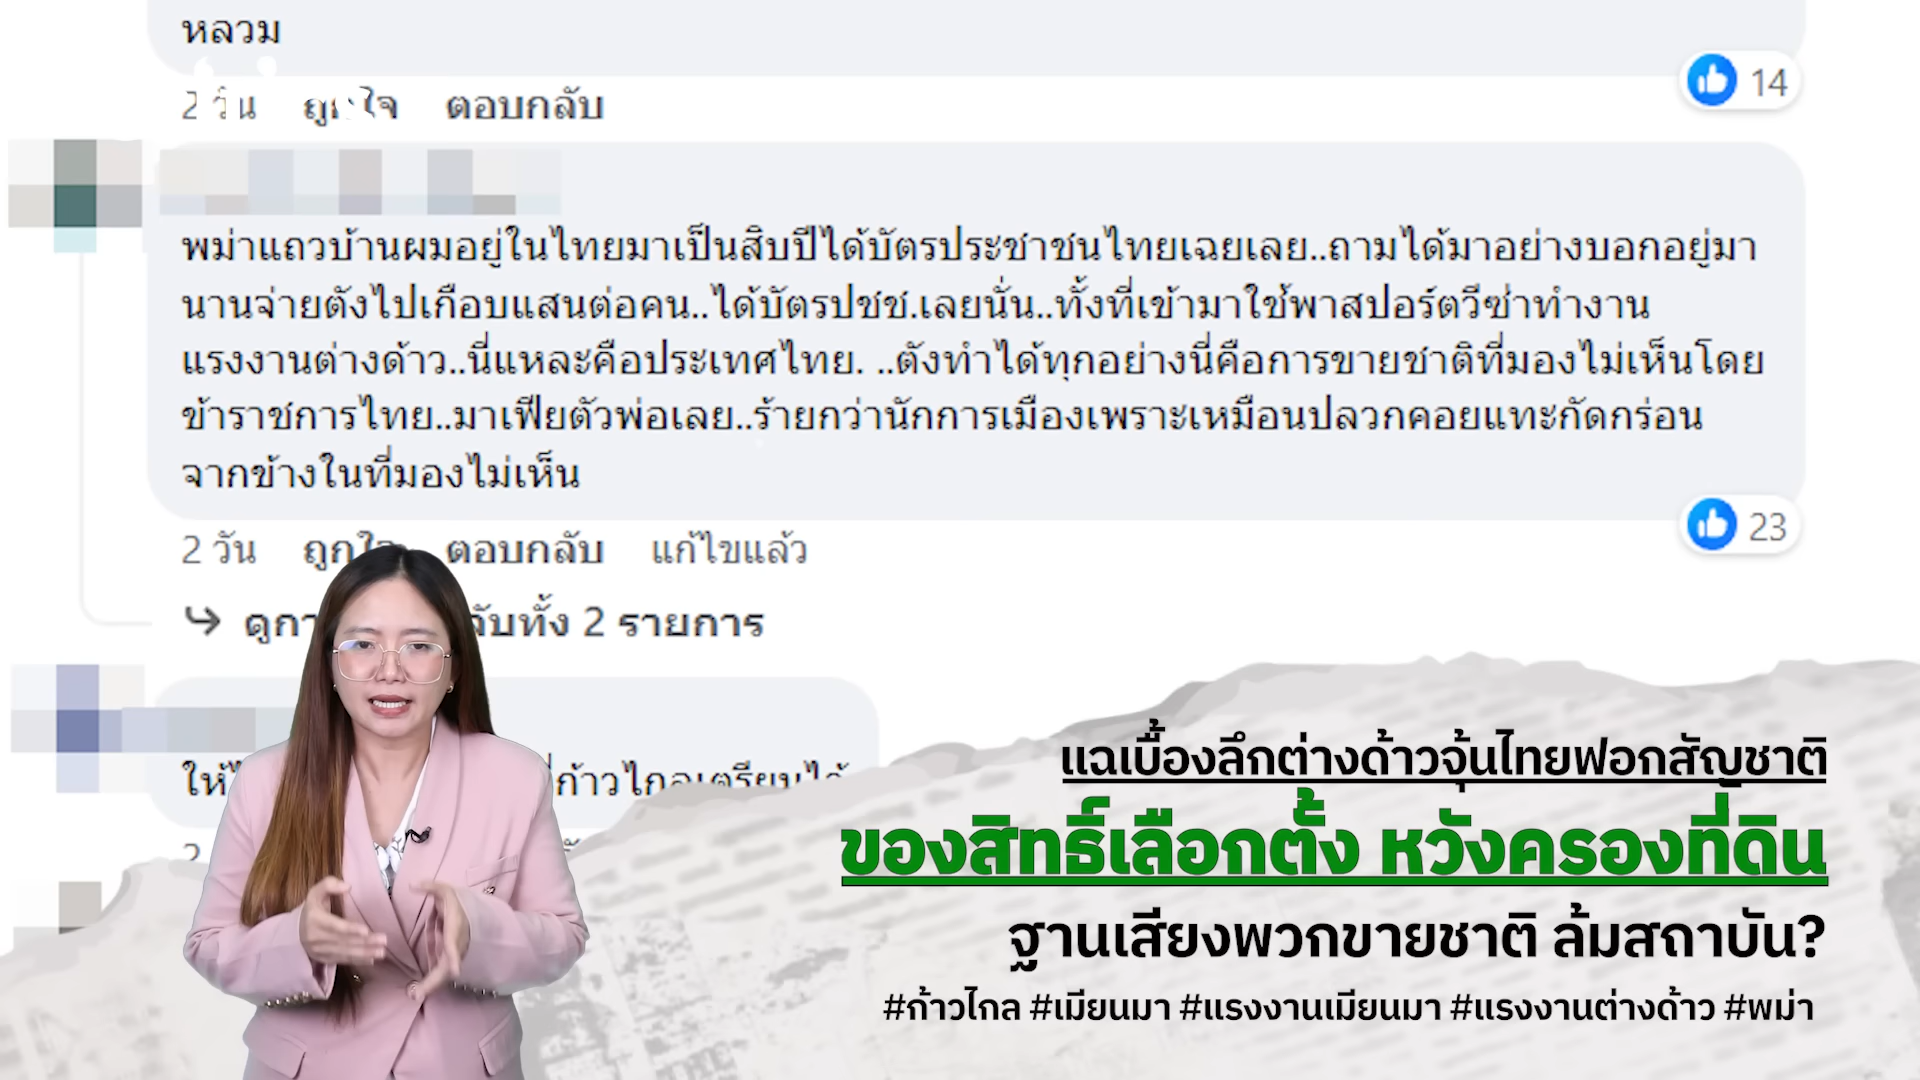 หลวม
14
2 วัน ตอบกลับ
พม่าแถวบ้านผมอยู่ในไทยมาเป็นสิบปีได้บัตรประชาชนไทยเฉยเลย..ถามได้มาอย่างบอกอยู่มา
นานจ่ายตังไปเกือบแสนต่อคน..ได้บัตรปชช.เลยนั่น..ทั้งที่เข้ามาใช้พาสปอร์ตวีซ่าทำงาน
แรงงานต่างด้าว..นี่แหละคือประเทศไทย. ..ตังทำได้ทุกอย่างนี่คือการขายชาติที่มองไม่เห็นโดย
ข้าราชการไทย..มาเฟียตัวพ่อเลย..ร้ายกว่านักการเมืองเพราะเหมือนปลวกคอยแทะกัดกร่อน
จากข้างในที่มองไม่เห็น
23
2 วัน ถูกใจ ตอบกลับ แก้ไขแล้ว
ทั้ง 2 รายการ
แฉเบื้องลึกต่างด้าวจุ้นไทยฟอกสัญชาติ
ของสิทธิ์เลือกตั้ง หวังครองที่ดิน
ฐานเสียงพวกขายชาติ ล้มสถาบัน?
#ก้าวไกล #เมียนมา #แรงงานเมียนมา #แรงงานต่างด้าว #พม่า